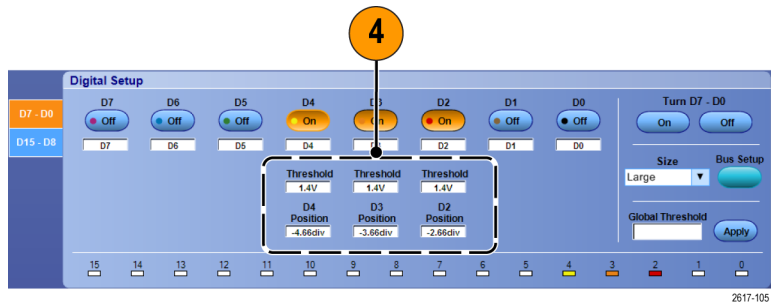 4
Digital Setup
D7 - D0
D15 - D8
D7 D6 D5 D4 D3 D2 D1 D0
Off Off Off On On On Off Off
D7 D6 D5 D4 D3 D2 D1 D0
Turn D7 - D0
On Off
Size Bus Setup
Large
Threshold Threshold Threshold
1.4V 1.4V 1.4V
D4 D3 D2
Position Position Position
-4.66div -3.66div -2.66div
Global Threshold
Apply
15 14 13 12 11 10 9 8 7 6 5 4 3 2 1 0
2617-105